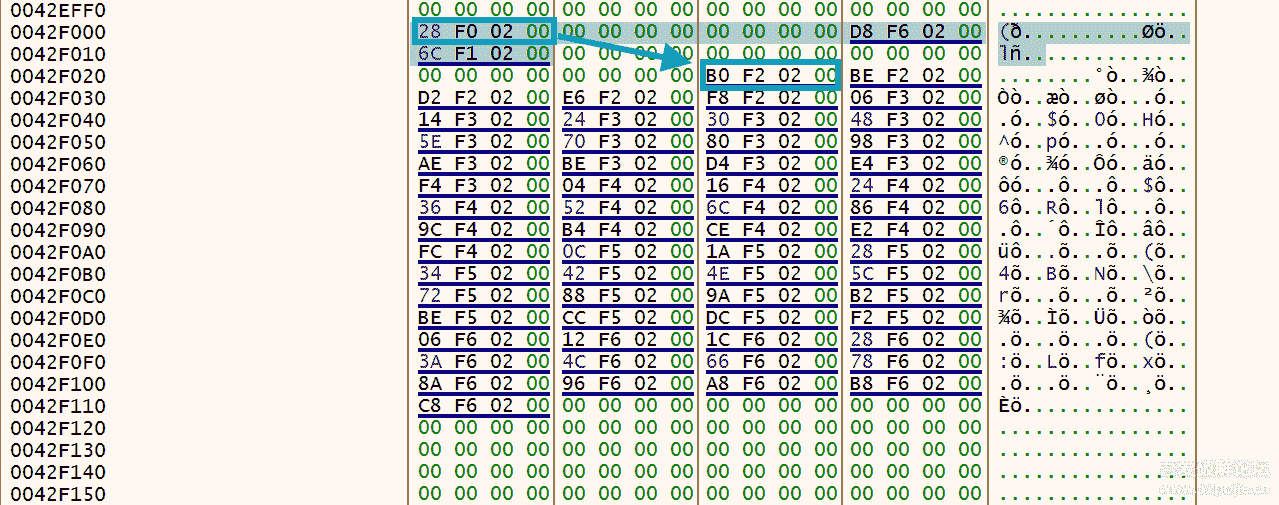 0042EFF0 00 00 00 00 00 00 00 00 00 00 00 00 00 00 00 00 ................
0042F000 28 F0 02 00 00 00 00 00 00 00 00 00 D8 F6 02 00 (ð..........Øö..
0042F010 6C F1 02 00 00 00 00 00 00 00 00 00 00 00 00 00 lñ..............
0042F020 00 00 00 00 00 00 00 00 B0 F2 02 00 BE F2 02 00 ........°ò..¾ò..
0042F030 D2 F2 02 00 E6 F2 02 00 F8 F2 02 00 06 F3 02 00 Òò..æò..øò...ó..
0042F040 14 F3 02 00 24 F3 02 00 30 F3 02 00 48 F3 02 00 .ó..$ó..0ó..Hó..
0042F050 5E F3 02 00 70 F3 02 00 80 F3 02 00 98 F3 02 00 ^ó..pó...ó...ó..
0042F060 AE F3 02 00 BE F3 02 00 D4 F3 02 00 E4 F3 02 00 ®ó..¾ó..Ôó..äó..
0042F070 F4 F3 02 00 04 F4 02 00 16 F4 02 00 24 F4 02 00 ôó...ô...ô..$ô..
0042F080 36 F4 02 00 52 F4 02 00 6C F4 02 00 86 F4 02 00 6ô..Rô..lô...ô..
0042F090 9C F4 02 00 B4 F4 02 00 CE F4 02 00 E2 F4 02 00 .ô..´ô..Îô..âô..
0042F0A0 FC F4 02 00 0C F5 02 00 1A F5 02 00 28 F5 02 00 üô...õ...õ..(õ..
0042F0B0 34 F5 02 00 42 F5 02 00 4E F5 02 00 5C F5 02 00 4õ..Bõ..Nõ..\õ..
0042F0C0 72 F5 02 00 88 F5 02 00 9A F5 02 00 B2 F5 02 00 rõ...õ...õ..²õ..
0042F0D0 BE F5 02 00 CC F5 02 00 DC F5 02 00 F2 F5 02 00 ¾õ..Ìõ..Üõ..òõ..
0042F0E0 06 F6 02 00 12 F6 02 00 1C F6 02 00 28 F6 02 00 .ö...ö...ö..(ö..
0042F0F0 3A F6 02 00 4C F6 02 00 66 F6 02 00 78 F6 02 00 :ö..Lö..fö..xö..
0042F100 8A F6 02 00 96 F6 02 00 A8 F6 02 00 B8 F6 02 00 .ö...ö..¨ö..¸ö..
0042F110 C8 F6 02 00 00 00 00 00 00 00 00 00 00 00 00 00 Èö..............
0042F120 00 00 00 00 00 00 00 00 00 00 00 00 00 00 00 00 ................
0042F130 00 00 00 00 00 00 00 00 00 00 00 00 00 00 00 00 ................
0042F140 00 00 00 00 00 00 00 00 00 00 00 00 00 00 00 00
0042F150 00 00 00 00 00 00 00 00 00 00 00 00 00 00 00 00